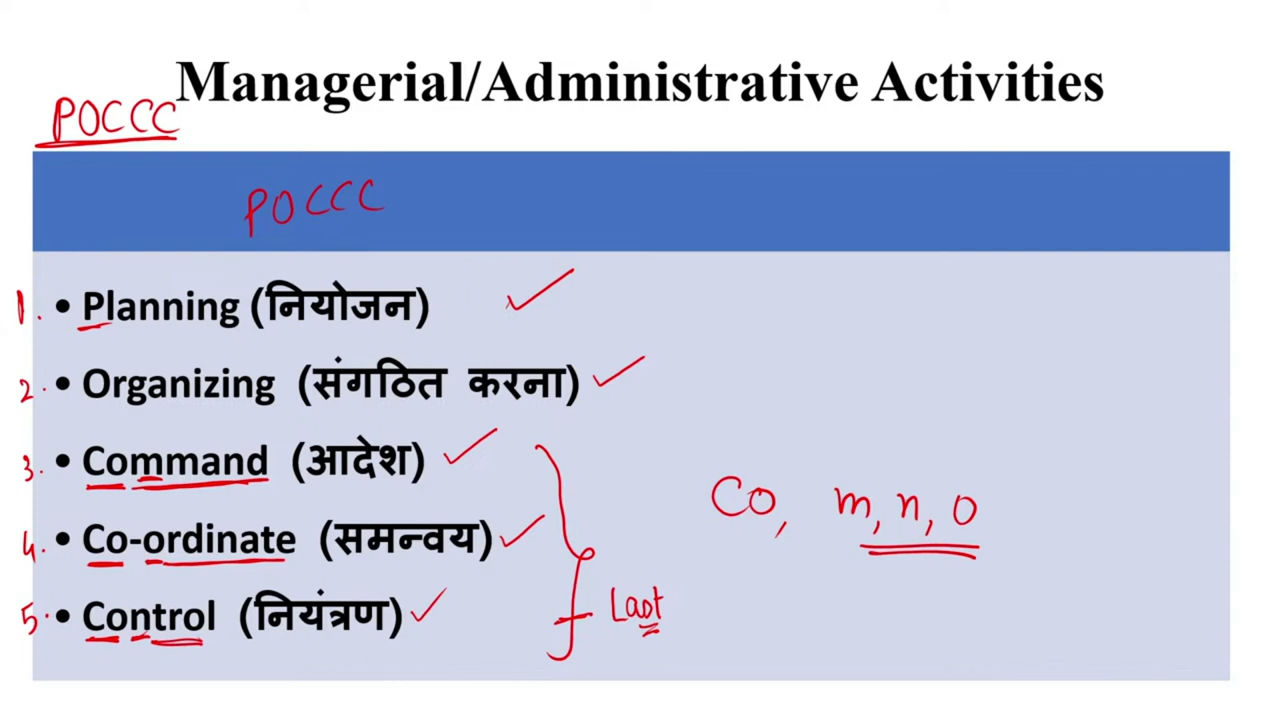 Managerial/Administrative Activities
POCCC
POCCC
1. • Planning (नियोजन)
2. • Organizing (संगठित करना)
3. • Command (आदेश)
CO, m, n, o
4. • Co-ordinate (समन्वय)
5. • Control (नियंत्रण)
Last